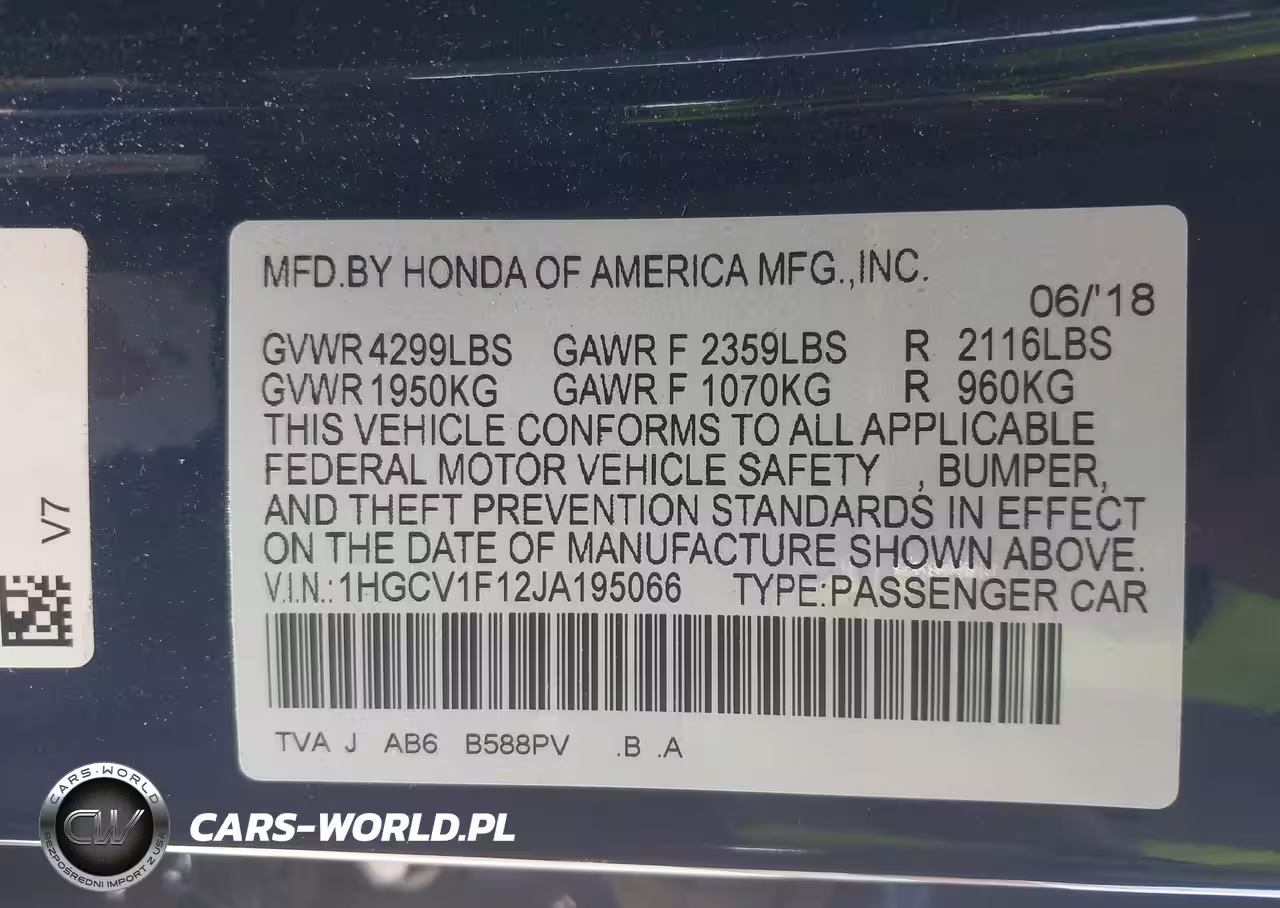 MFD.BY HONDA OF AMERICA MFG.,INC.
06/'18
GVWR 4299LBS GAWR F 2359LBS R 2116LBS
GVWR 1950KG GAWR F 1070KG R 960KG
THIS VEHICLE CONFORMS TO ALL APPLICABLE
FEDERAL MOTOR VEHICLE SAFETY , BUMPER,
AND THEFT PREVENTION STANDARDS IN EFFECT
ON THE DATE OF MANUFACTURE SHOWN ABOVE.
V.I.N.: 1HGCV1F12JA195066 TYPE:PASSENGER CAR
TVA J AB6 B588PV .B .A
V7
CARS-WORLD
CW
BEZPOŚREDNI IMPORT Z USA
CARS-WORLD.PL